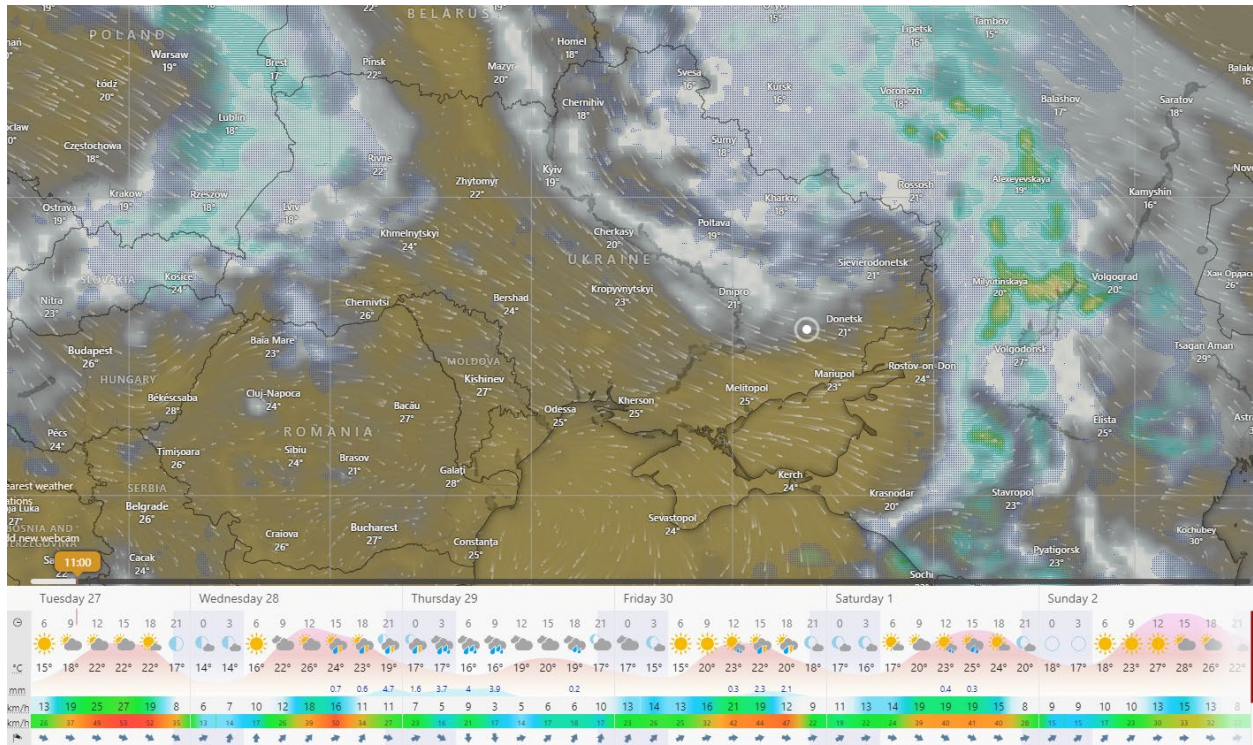 BELARUS
15°
Tambov
15°
Lipetsk
16°
POLAND
Homel
18°
Warsaw
19°
Brest
17°
Pinsk
22°
Mazyr
20°
Svesa
16°
Łódź
20°
Kursk
16°
Voronezh
18°
Balashov
17°
Saratov
18°
Chernihiv
18°
Lublin
18°
Sumy
18°
Częstochowa
18°
Rivne
22°
Kyiv
19°
Zhytomyr
22°
Rossosh
21°
Alexeyevskaya
19°
Kamyshin
16°
Krakow
19°
Rzeszow
18°
Lviv
18°
Kharkiv
18°
Ostrava
19°
Poltava
19°
Khmelnytskyi
24°
Cherkasy
20°
UKRAINE
Sievierodonetsk
21°
SLOVAKIA
Košice
24°
Kropyvnytskyi
23°
Dnipro
21°
Milyutinskaya
20°
Volgograd
20°
Хан Ордасы
26°
Nitra
23°
Chernivtsi
26°
Bershad
24°
Donetsk
21°
Baia Mare
23°
Budapest
26°
MOLDOVA
Volgodonsk
27°
Tsagan Aman
29°
HUNGARY
Kishinev
27°
Mariupol
23°
Rostov-on-Don
24°
Békéscsaba
28°
Cluj-Napoca
24°
Bacău
27°
Odessa
25°
Kherson
25°
Melitopol
25°
Elista
25°
Pécs
24°
ROMANIA
Timişoara
26°
Sibiu
24°
Brasov
21°
Galați
28°
Kerch
24°
Krasnodar
20°
Stavropol
23°
earest weather
ations
SERBIA
Belgrade
26°
Craiova
26°
Bucharest
27°
Constanța
25°
Sevastopol
24°
Kochubey
30°
BOSNIA AND
HERZEGOVINA
dd new webcam
Cacak
24°
Pyatigorsk
23°
Sochi
11:00
Tuesday 27 Wednesday 28 Thursday 29 Friday 30 Saturday 1 Sunday 2
6 9 12 15 18 21 0 3 6 9 12 15 18 21 0 3 6 9 12 15 18 21 0 3 6 9 12 15 18 21 0 3 6 9 12 15 18 21 0 3 6 9 12 15 18 21
°C 15° 18° 22° 22° 22° 17° 14° 14° 16° 22° 26° 24° 23° 19° 17° 17° 16° 16° 19° 20° 19° 17° 17° 15° 15° 20° 23° 22° 20° 18° 17° 16° 17° 20° 23° 25° 24° 20° 18° 17° 18° 23° 27° 28° 26° 22°
mm 0.7 0.6 4.7 1.6 3.7 4 3.9 0.2 0.3 2.3 2.1 0.4 0.3
km/h 13 19 25 27 19 8 6 7 7 9 12 18 16 11 11 7 5 9 3 5 6 6 10 13 14 13 16 21 19 12 9 11 13 14 19 19 19 15 8 9 9 10 10 13 15 13 8
km/h 26 37 49 53 52 35 13 14 17 26 39 50 34 27 23 16 21 17 14 17 18 17 23 26 25 32 42 44 47 22 19 22 24 39 40 41 40 28 15 15 17 23 30 33 32